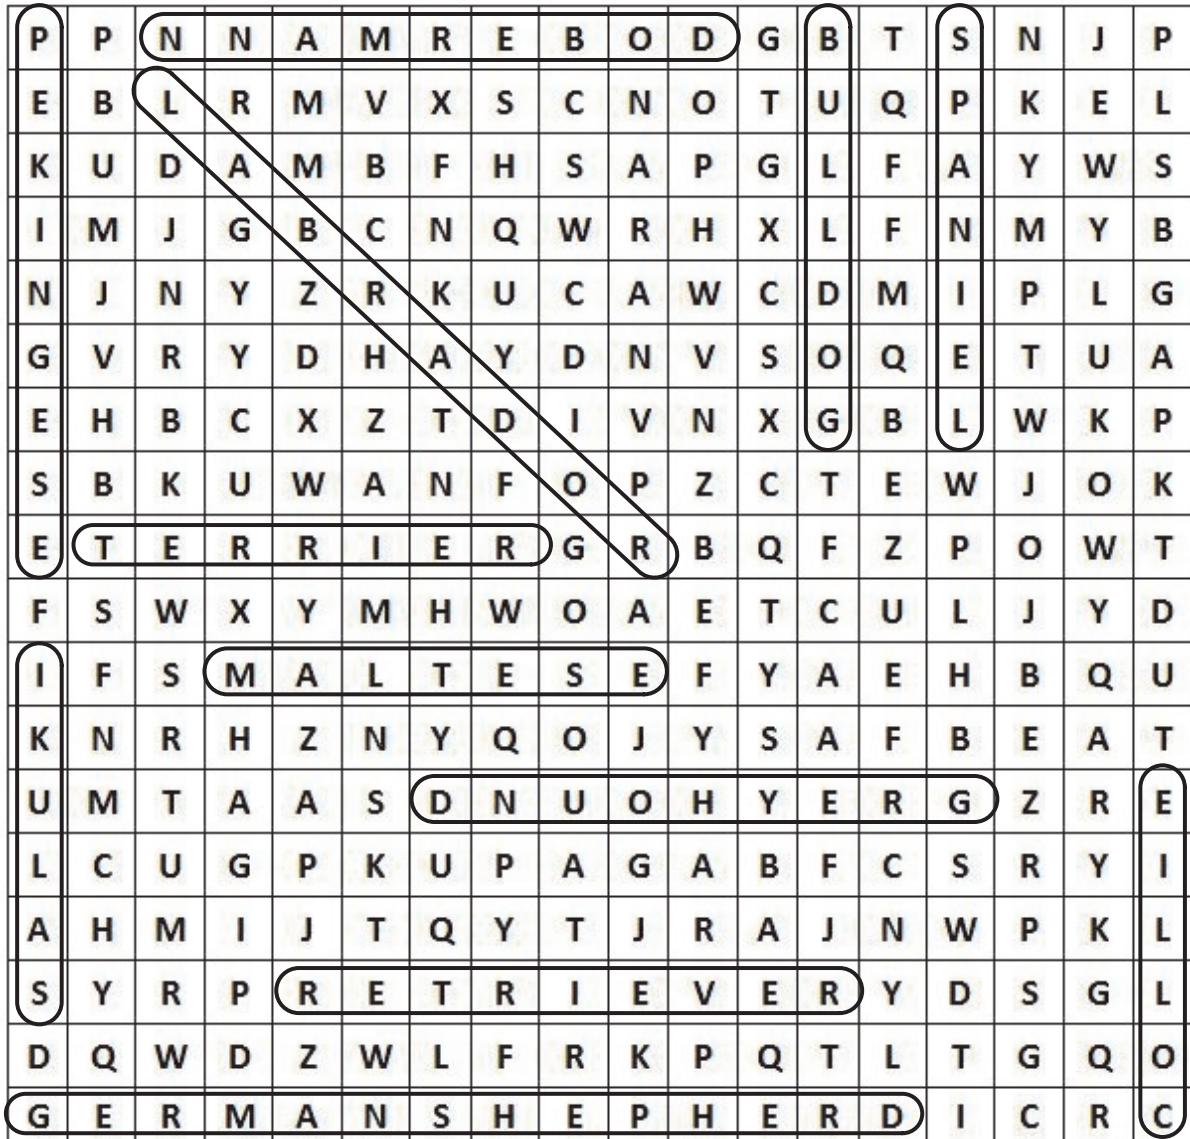 P P N N A M R E B O D G B T S N J P
E B L R M V X S C N O T U Q P K E L
K U D A M B F H S A P G L F A Y W S
I M J G B C N Q W R H X L F N M Y B
N J N Y Z R K U C A W C D M I P L G
G V R Y D H A Y D N V S O Q E T U A
E H B C X Z T D I V N X G B L W K P
S B K U W A N F O P Z C T E W J O K
E T E R R I E R G R B Q F Z P O W T
F S W X Y M H W O A E T C U L J Y D
I F S M A L T E S E F Y A E H B Q U
K N R H Z N Y Q O J Y S A F B E A T
U M T A A S D N U O H Y E R G Z R E
L C U G P K U P A G A B F C S R Y I
A H M I J T Q Y T J R A J N W P K L
S Y R P R E T R I E V E R Y D S G L
D Q W D Z W L F R K P Q T L T G Q O
G E R M A N S H E P H E R D I C R C